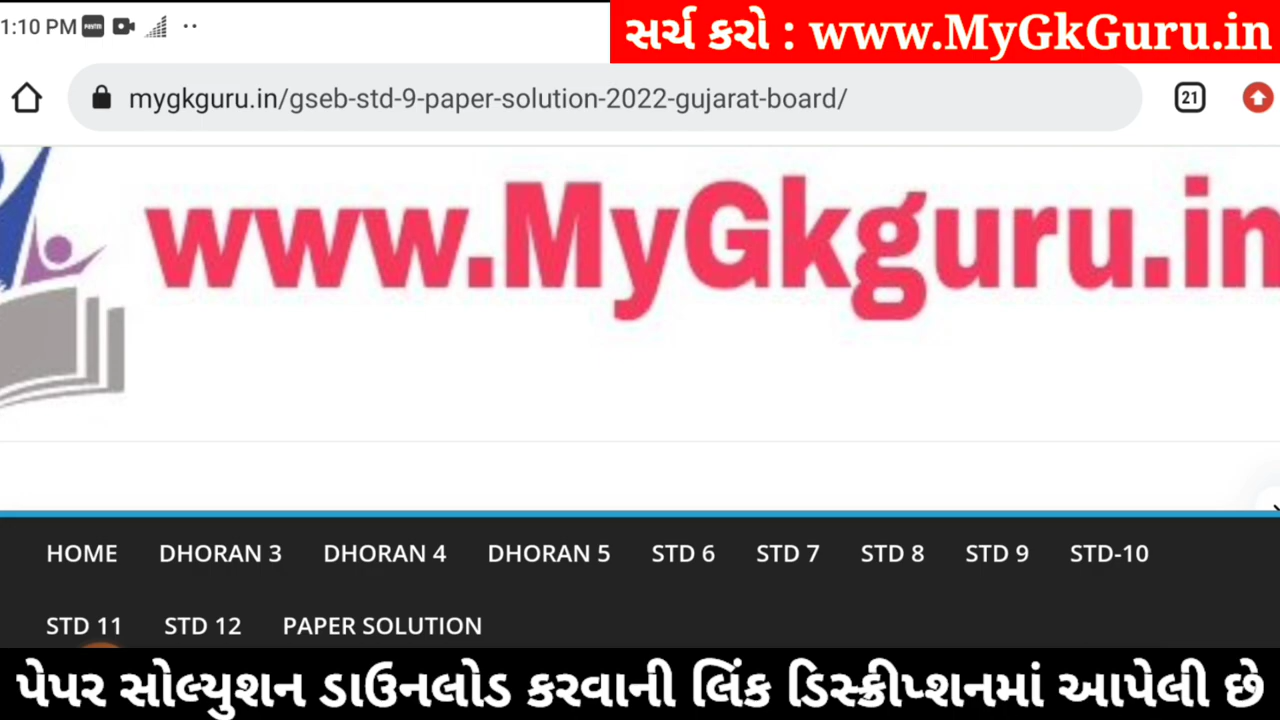 1:10 PM
સર્ચ કરો : www.MyGkGuru.in
mygkguru.in/gseb-std-9-paper-solution-2022-gujarat-board/
21
www.MyGkguru.in
HOME DHORAN 3 DHORAN 4 DHORAN 5 STD 6 STD 7 STD 8 STD 9 STD-10
STD 11 STD 12 PAPER SOLUTION
પેપર સોલ્યુશન ડાઉનલોડ કરવાની લિંક ડિસ્ક્રીપ્શનમાં આપેલી છે